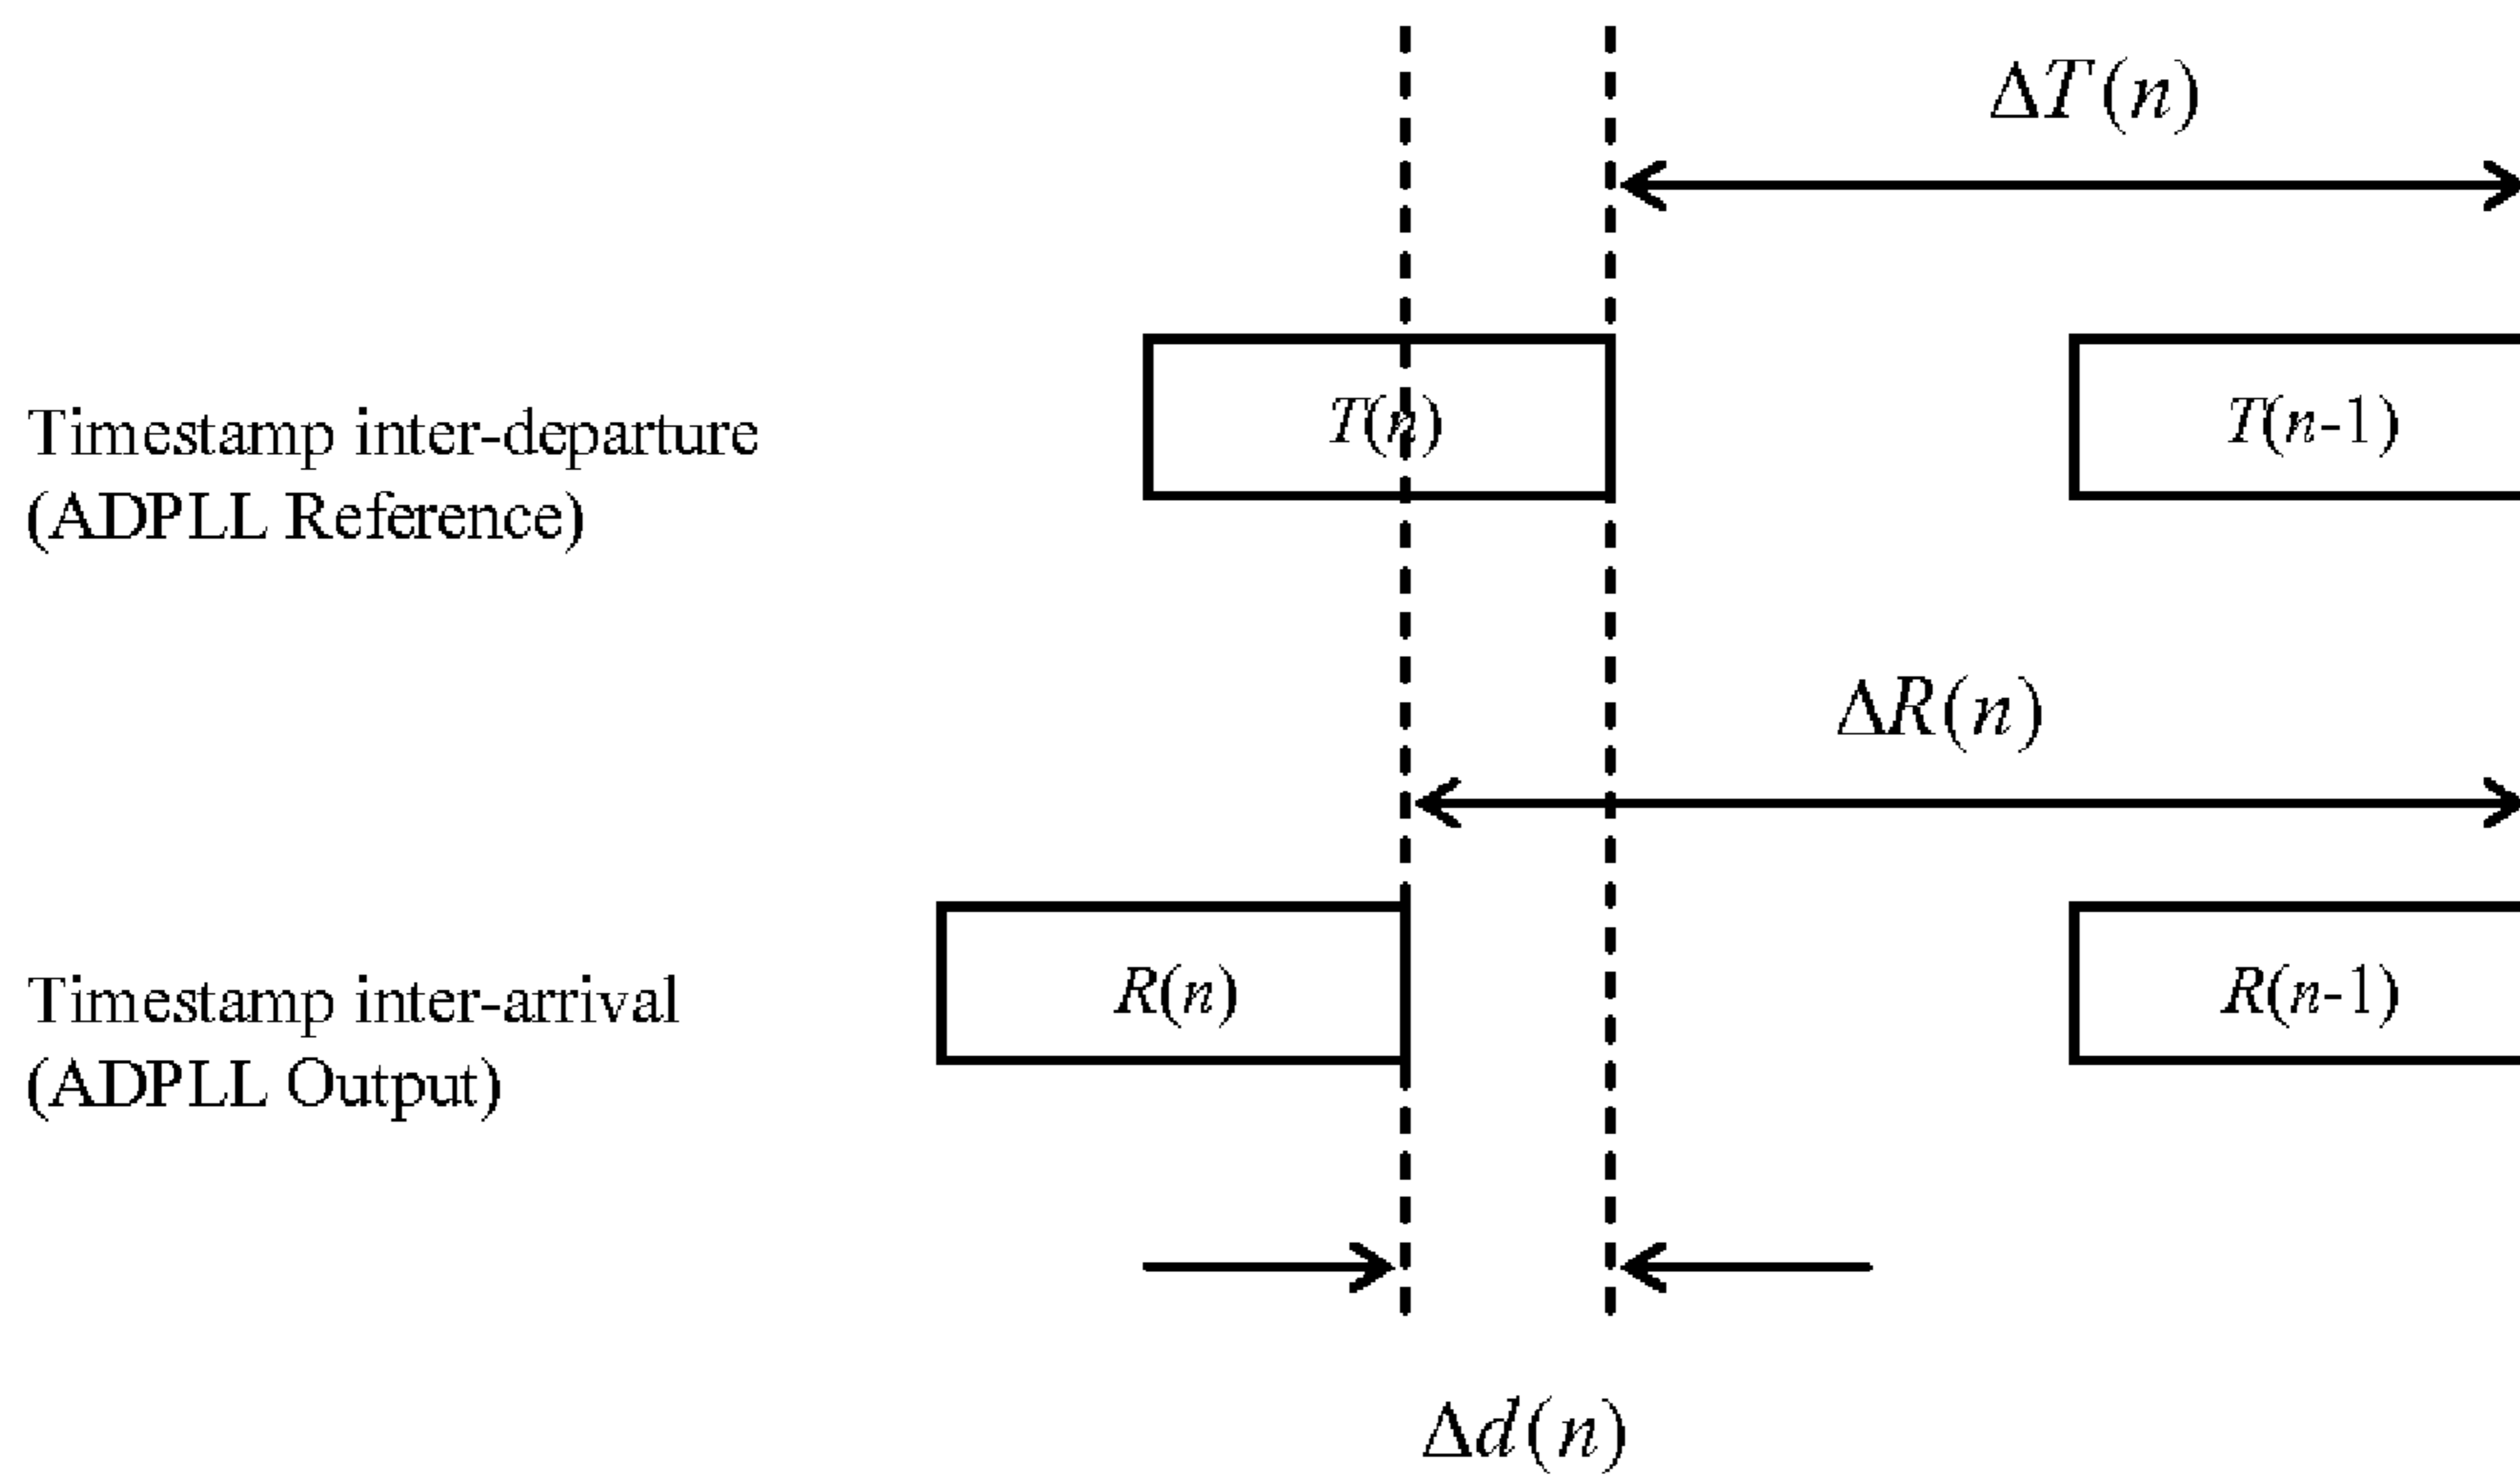 ΔT(n)
T(n)
T(n-1)
Timestamp inter-departure
(ADPLL Reference)
ΔR(n)
R(n)
R(n-1)
Timestamp inter-arrival
(ADPLL Output)
Δd(n)